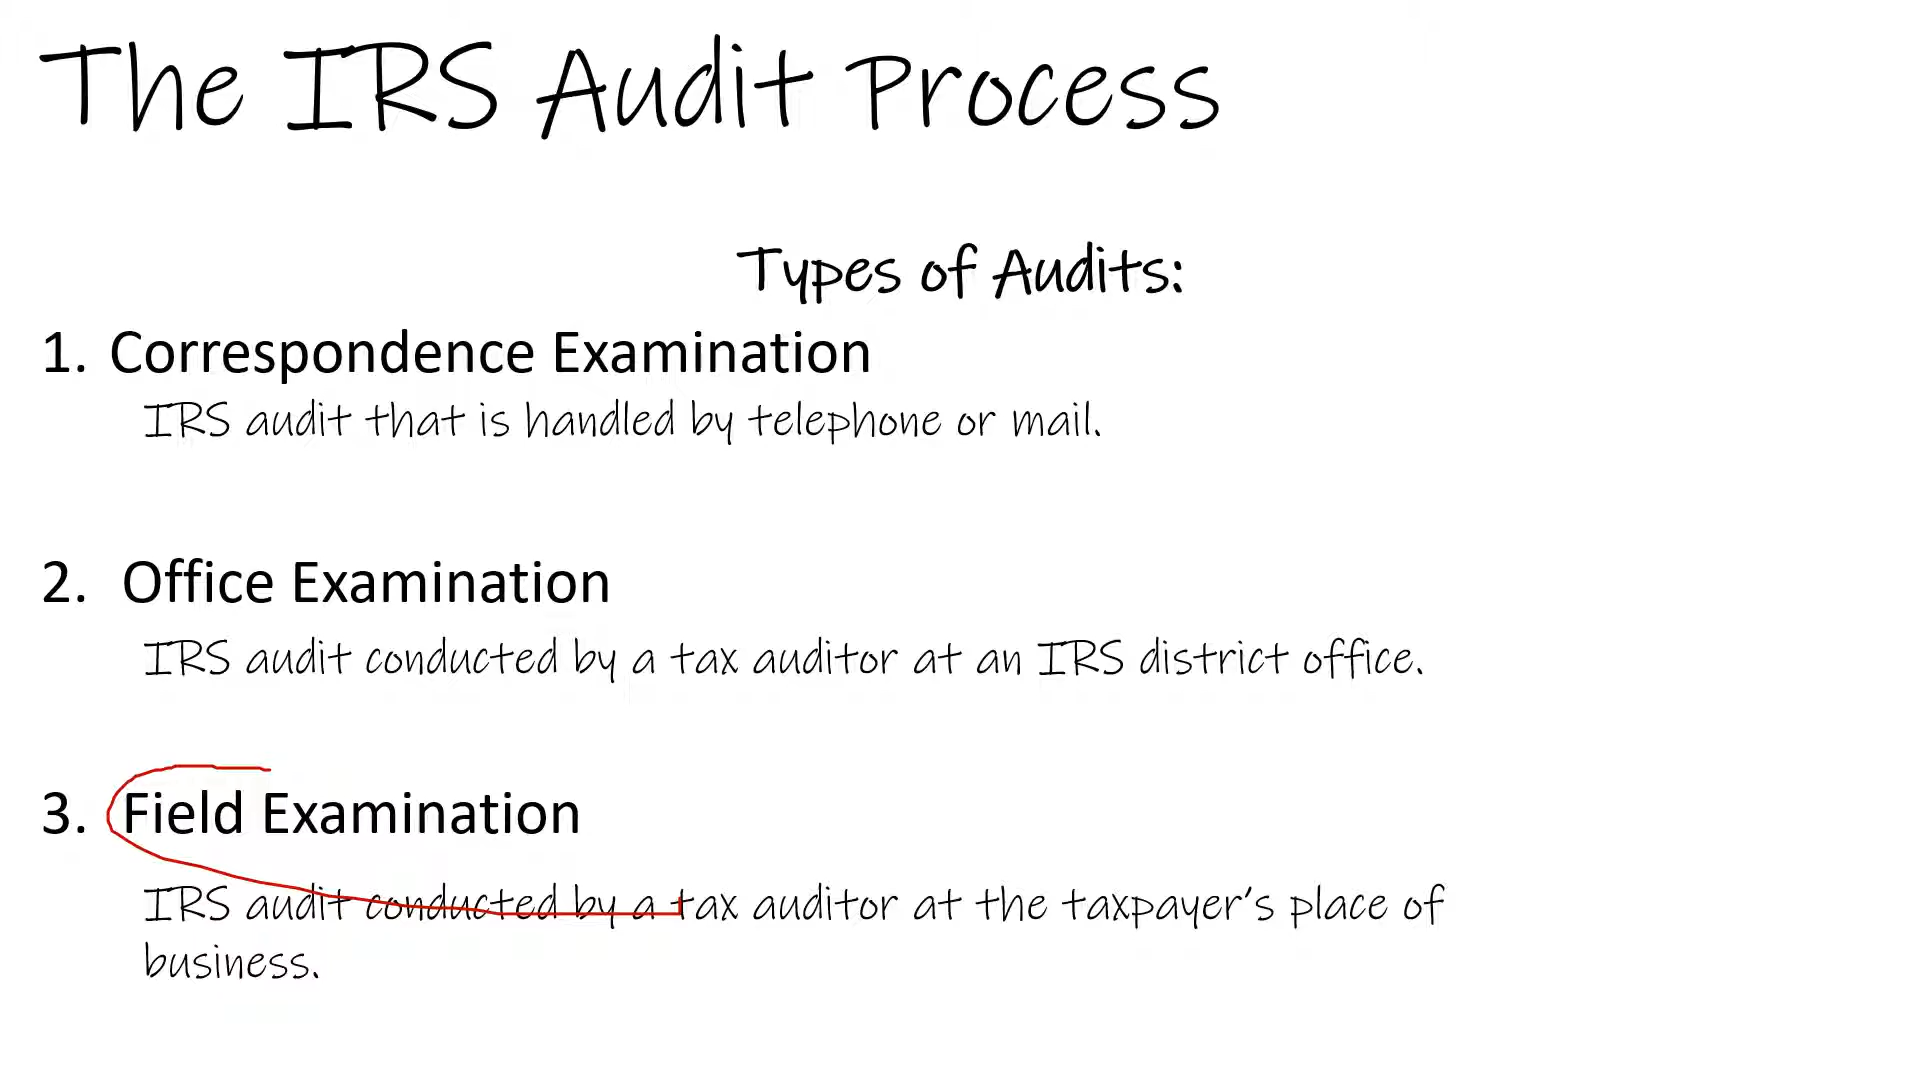 The IRS Audit Process
Types of Audits:
1. Correspondence Examination
IRS audit that is handled by telephone or mail.
2. Office Examination
IRS audit conducted by a tax auditor at an IRS district office.
3. Field Examination
IRS audit conducted by a tax auditor at the taxpayer's place of
business.